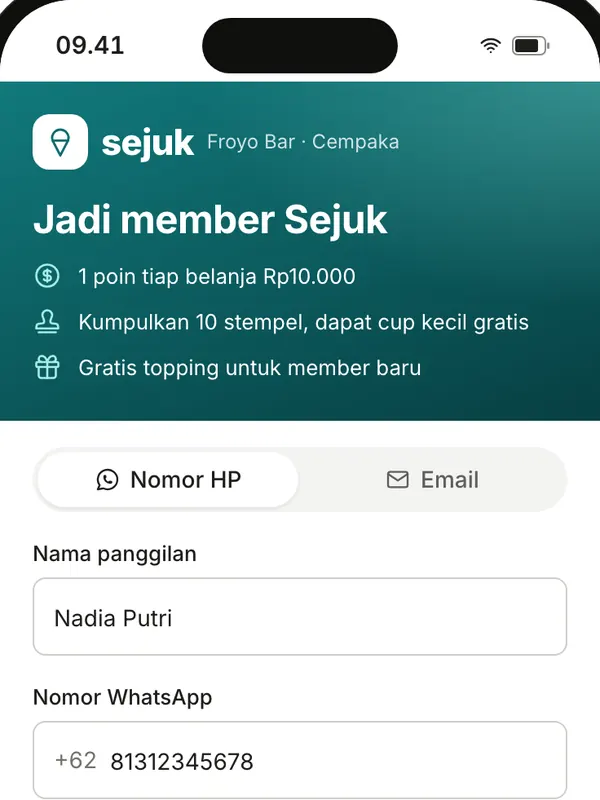 09.41
sejuk Froyo Bar · Cempaka
Jadi member Sejuk
1 poin tiap belanja Rp10.000
Kumpulkan 10 stempel, dapat cup kecil gratis
Gratis topping untuk member baru
Nomor HP Email
Nama panggilan
Nadia Putri
Nomor WhatsApp
+62 81312345678